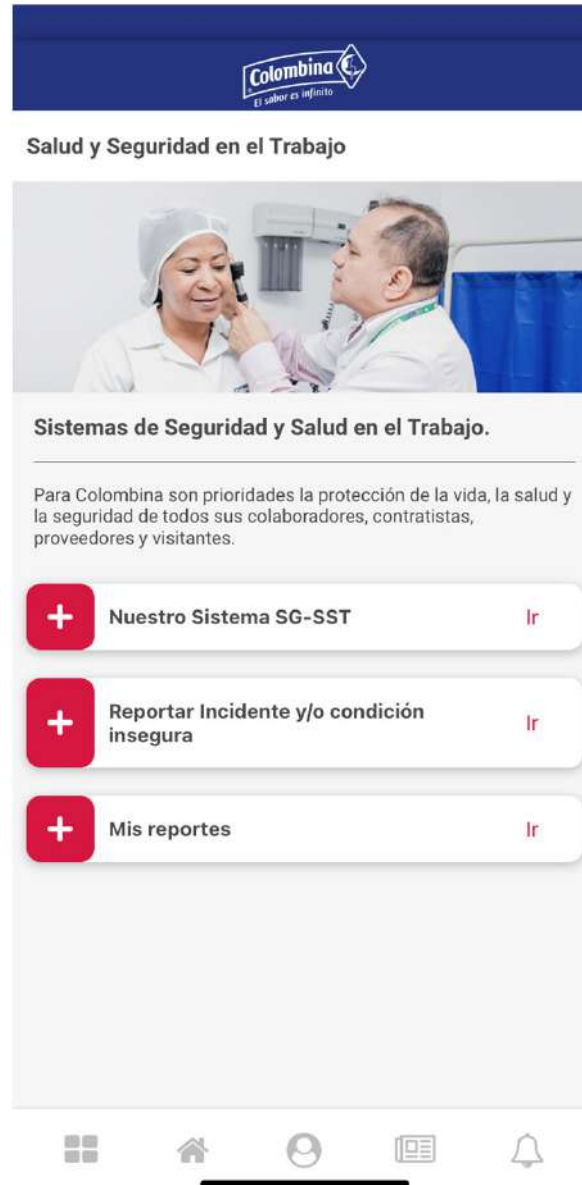 Colombina
El sabor es infinito
Salud y Seguridad en el Trabajo
Sistemas de Seguridad y Salud en el Trabajo.
Para Colombina son prioridades la protección de la vida, la salud y
la seguridad de todos sus colaboradores, contratistas,
proveedores y visitantes.
Nuestro Sistema SG-SST Ir
Reportar Incidente y/o condición
insegura Ir
Mis reportes Ir